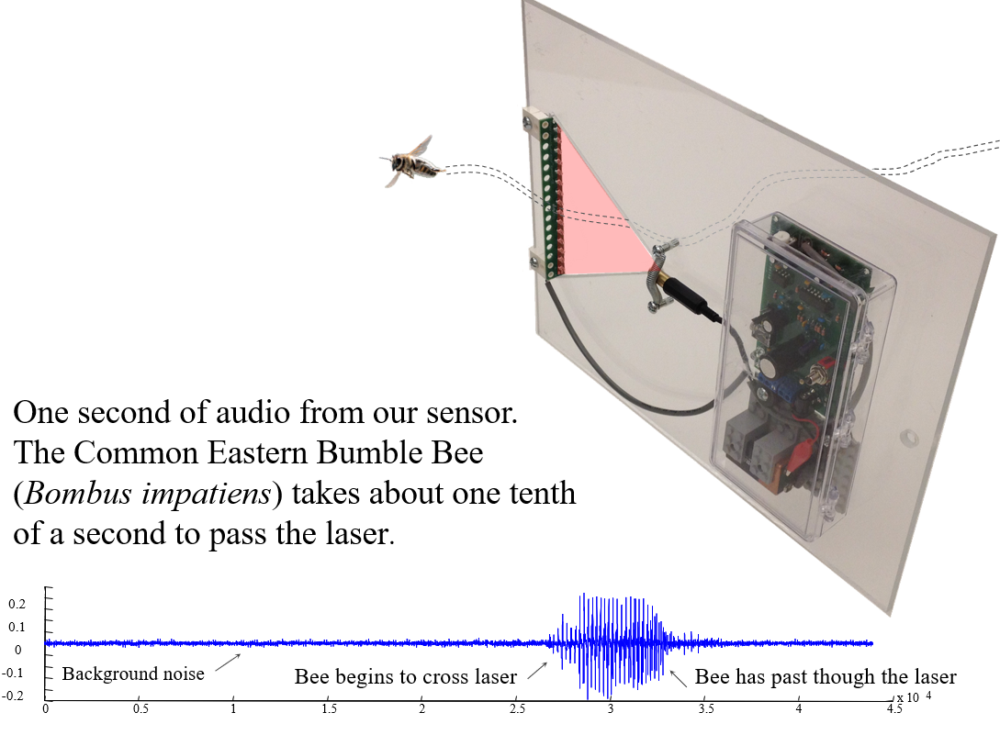 One second of audio from our sensor.
The Common Eastern Bumble Bee
(Bombus impatiens) takes about one tenth
of a second to pass the laser.
0.2
0.1
0
-0.1
-0.2
Background noise
Bee begins to cross laser
Bee has past though the laser
0 0.5 1 1.5 2 2.5 3 3.5 4 4.5 x 10 4